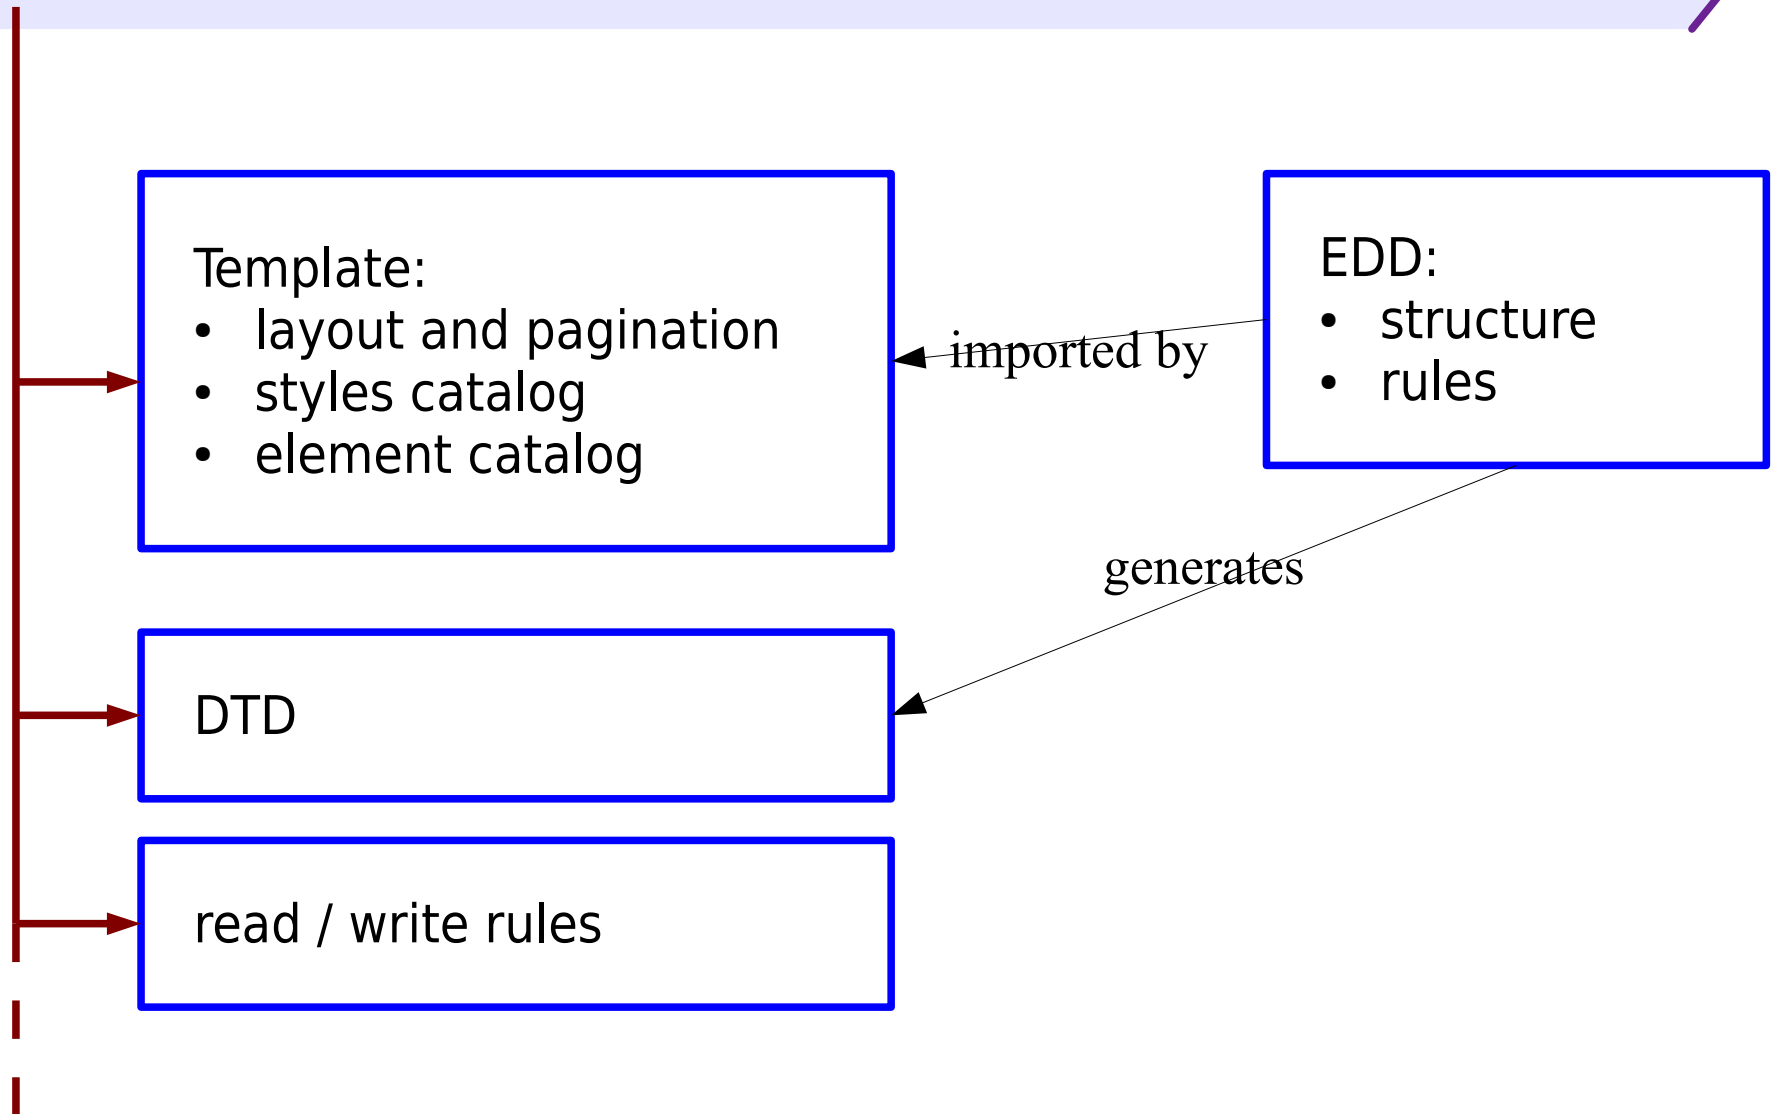 Template:
• layout and pagination
• styles catalog
• element catalog
imported by
EDD:
• structure
• rules
generates
DTD
read / write rules